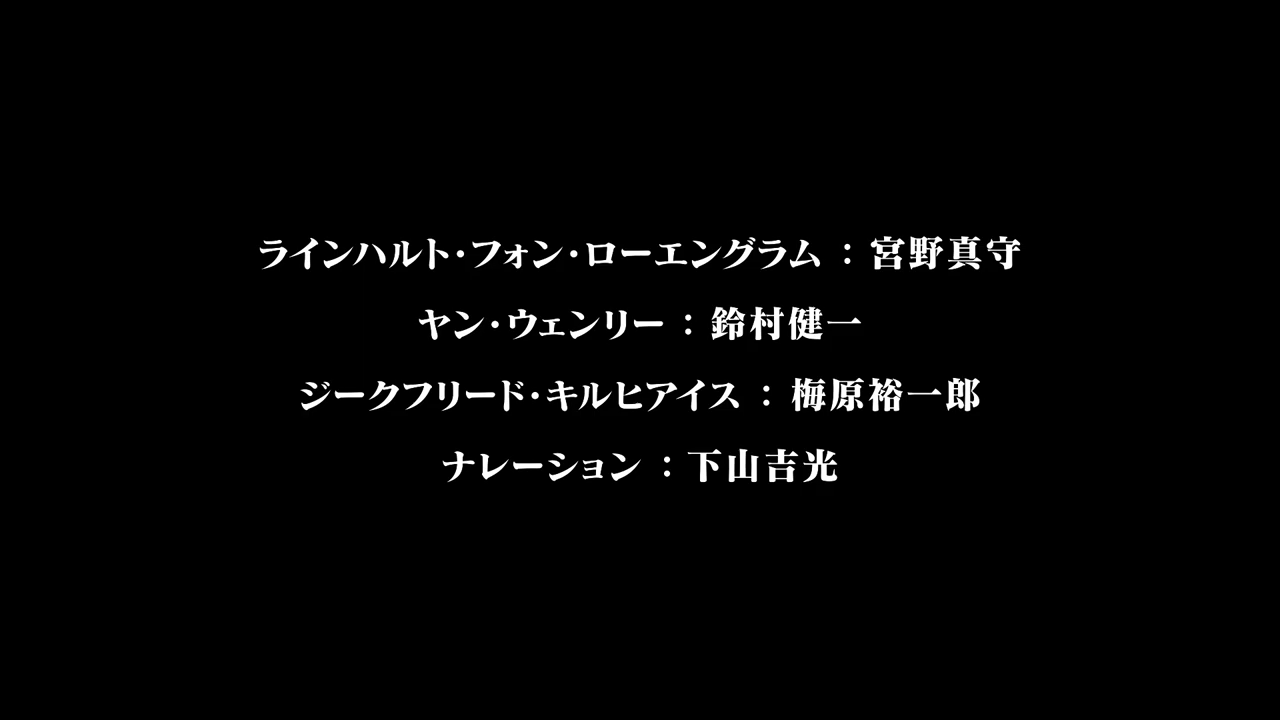 ラインハルト・フォン・ローエングラム : 宮野真守
ヤン・ウェンリー : 鈴村健一
ジークフリード・キルヒアイス : 梅原裕一郎
ナレーション : 下山吉光